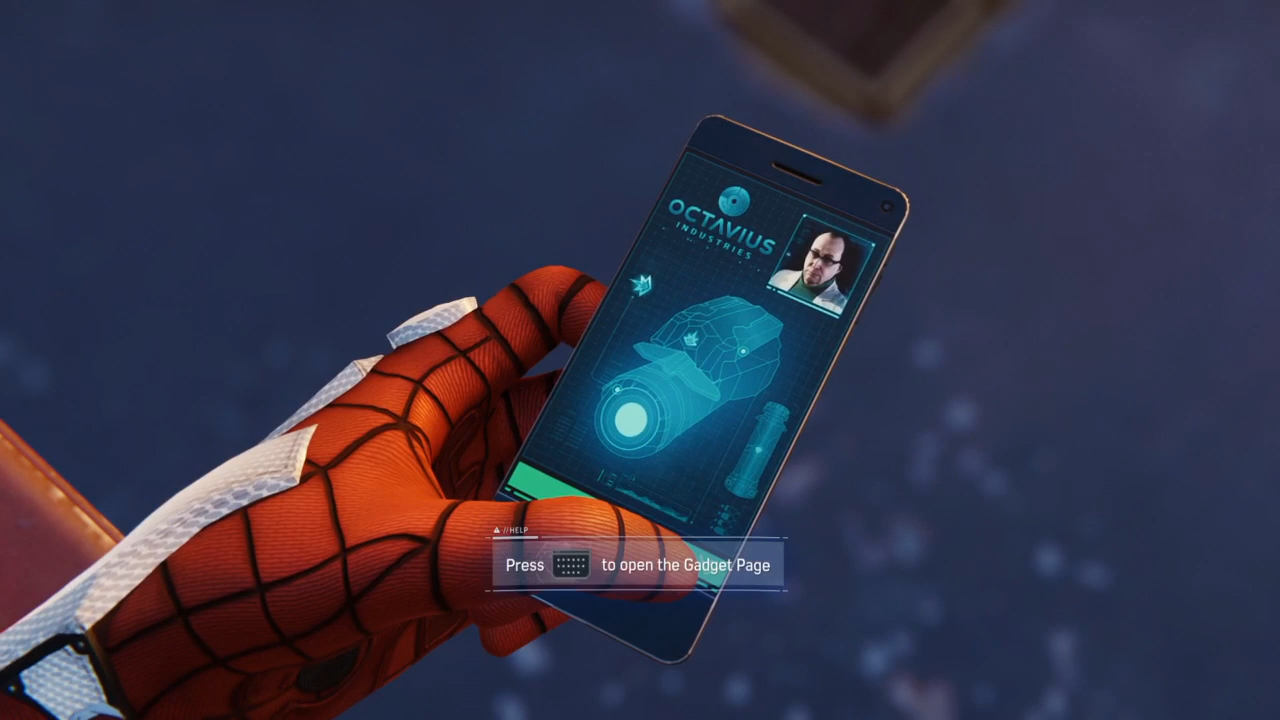 OCTAVIUS
INDUSTRIES
//HELP
Press to open the Gadget Page